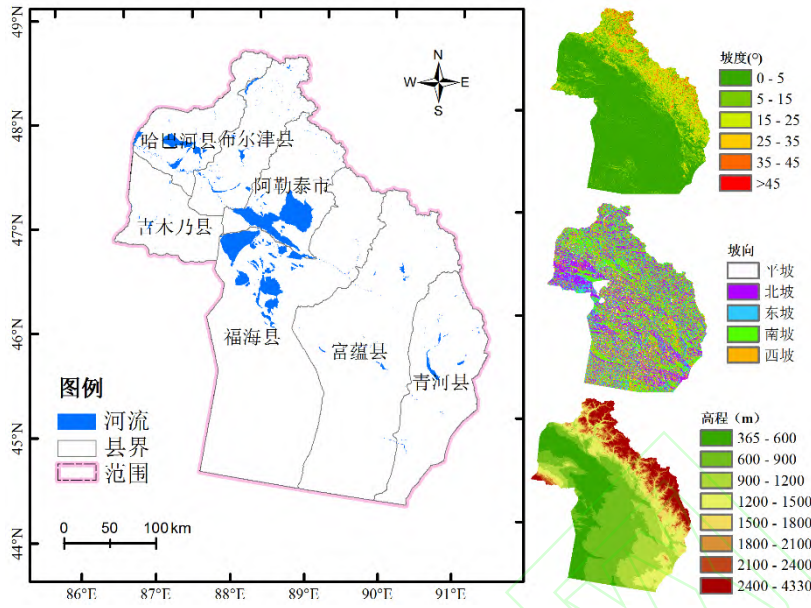 49°N
48°N
47°N
46°N
45°N
44°N
86°E
87°E
88°E
89°E
90°E
91°E
N
W
E
S
哈巴河县
布尔津县
阿勒泰市
吉木乃县
福海县
富蕴县
青河县
图例
河流
县界
范围
0 50 100 km
坡度(°)
0 - 5
5 - 15
15 - 25
25 - 35
35 - 45
>45
坡向
平坡
北坡
东坡
南坡
西坡
高程（m）
365 - 600
600 - 900
900 - 1200
1200 - 1500
1500 - 1800
1800 - 2100
2100 - 2400
2400 - 4330